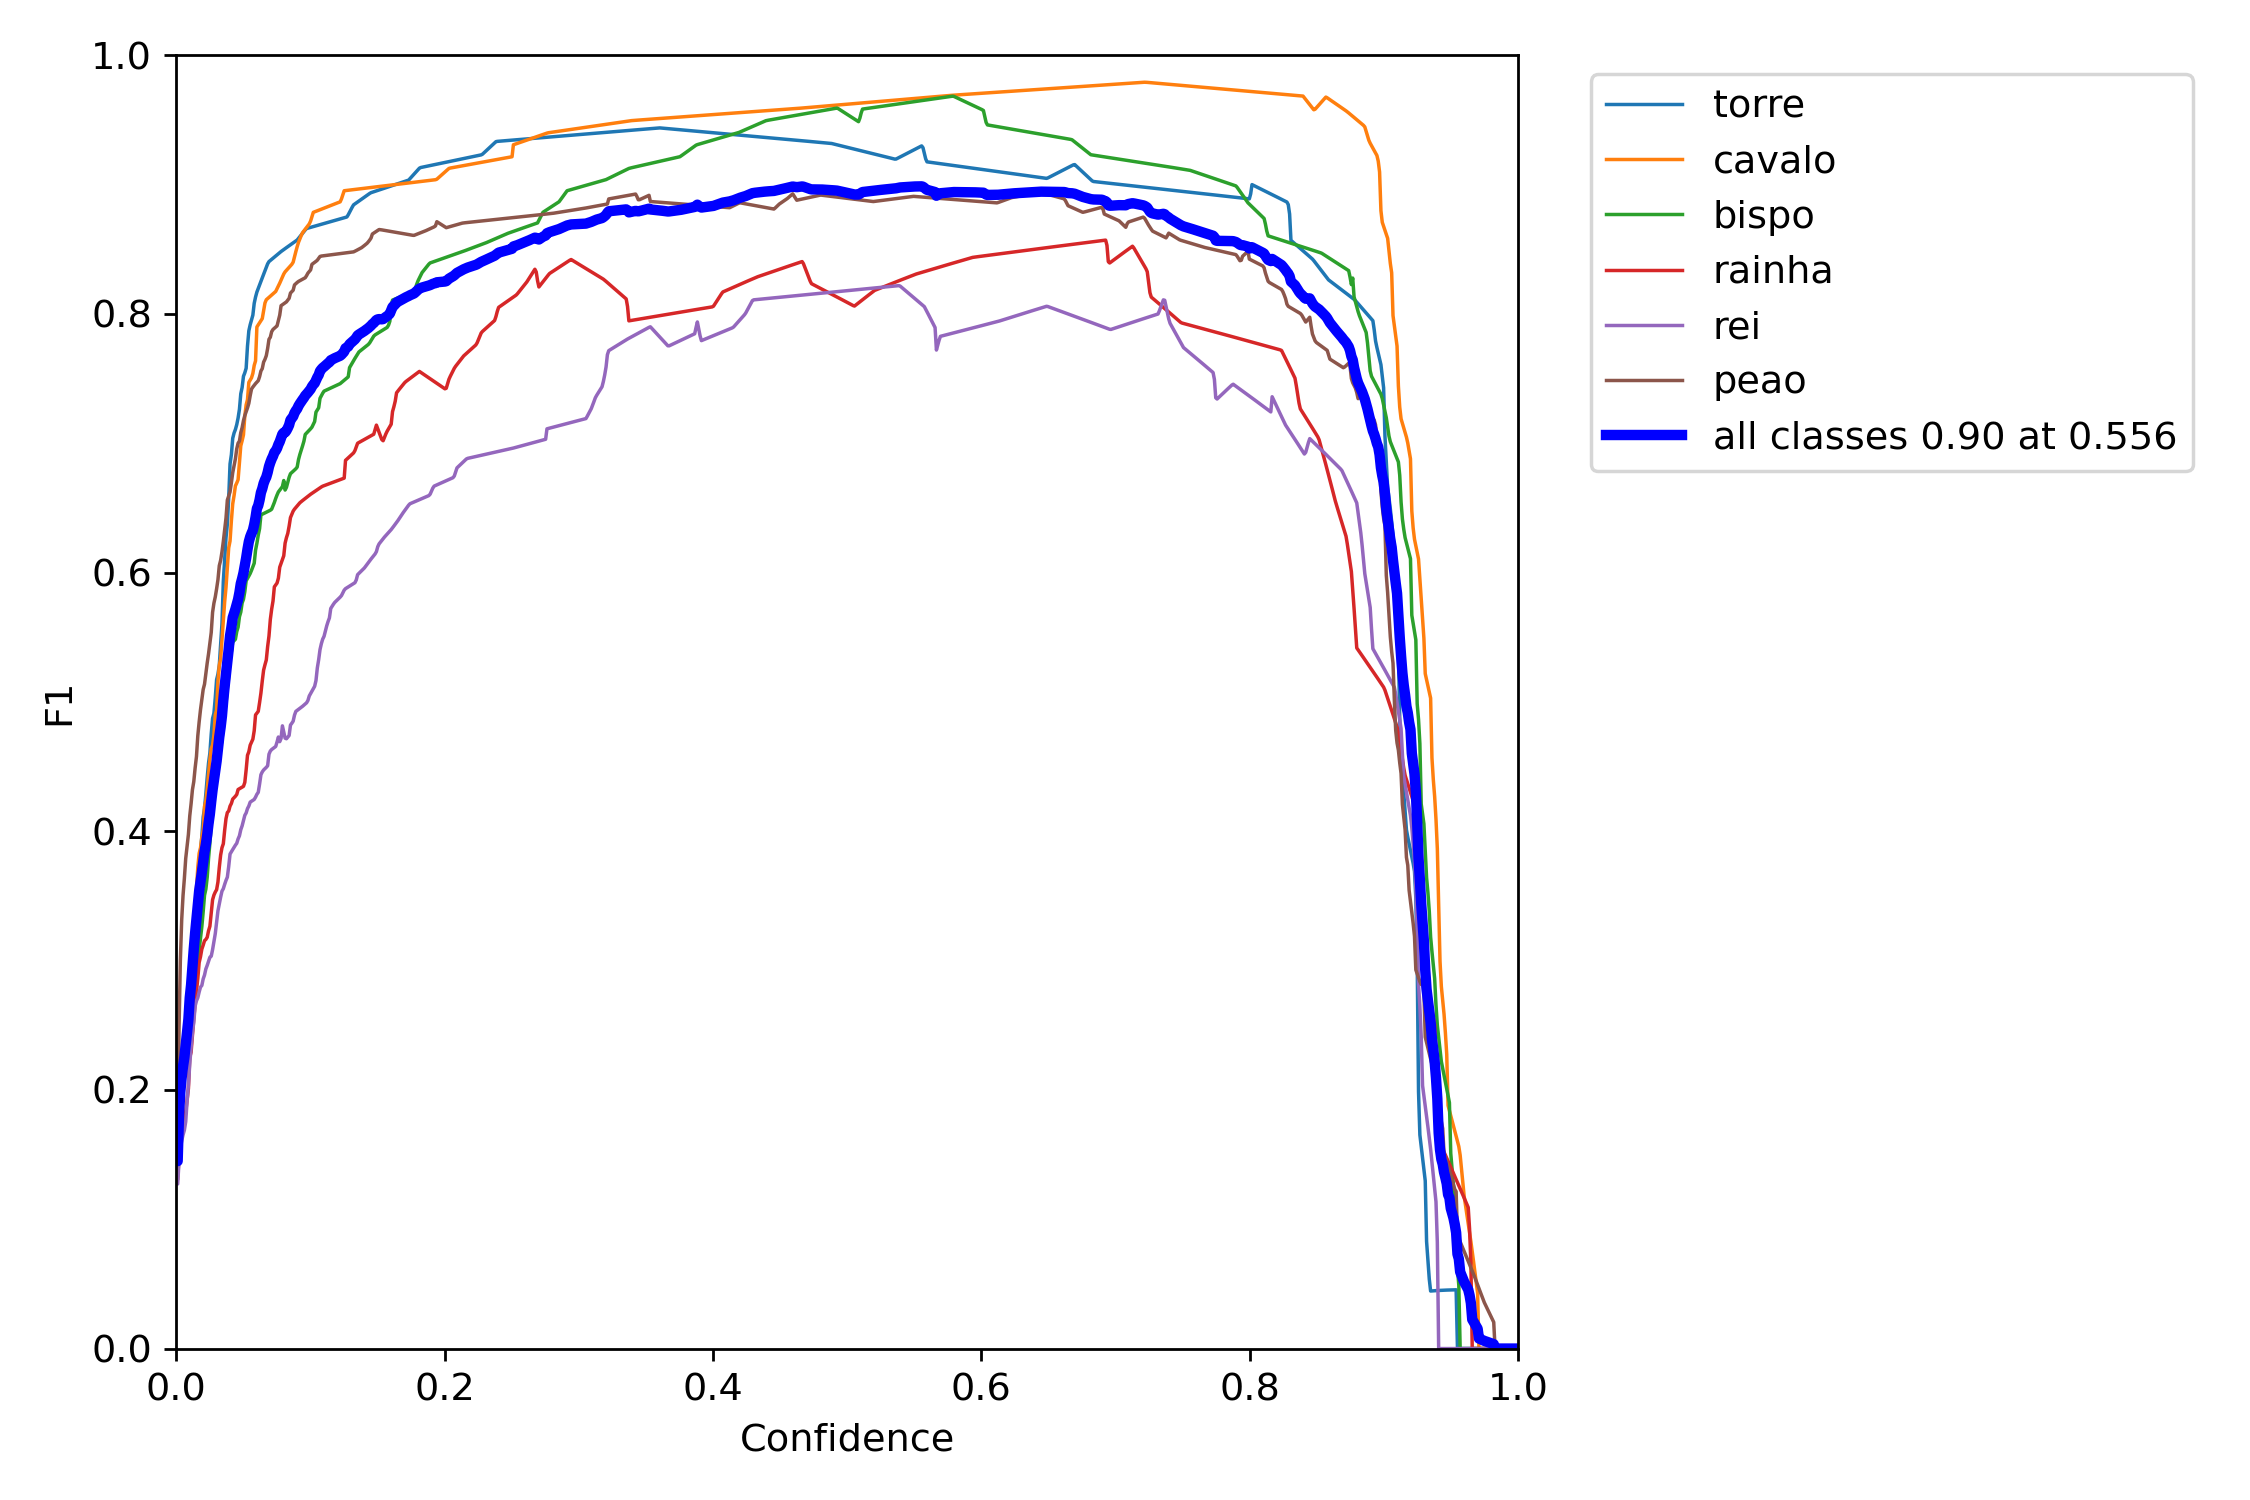 1.0
0.8
0.6
0.4
0.2
0.0
F1
0.0 0.2 0.4 0.6 0.8 1.0
Confidence
torre
cavalo
bispo
rainha
rei
peao
all classes 0.90 at 0.556